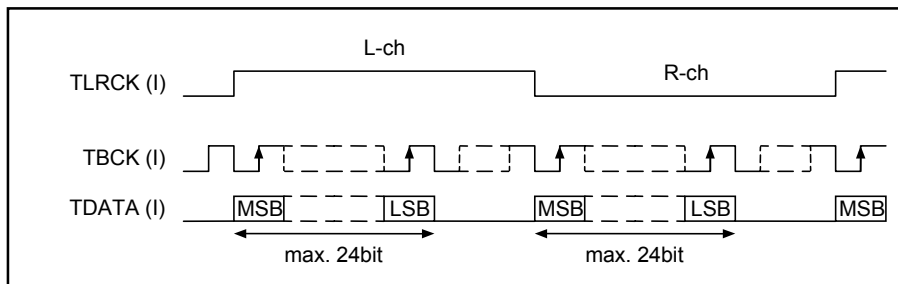 L-ch
TLRCK (I)
R-ch
TBCK (I)
TDATA (I)
MSB
LSB
MSB
LSB
MSB
max. 24bit
max. 24bit